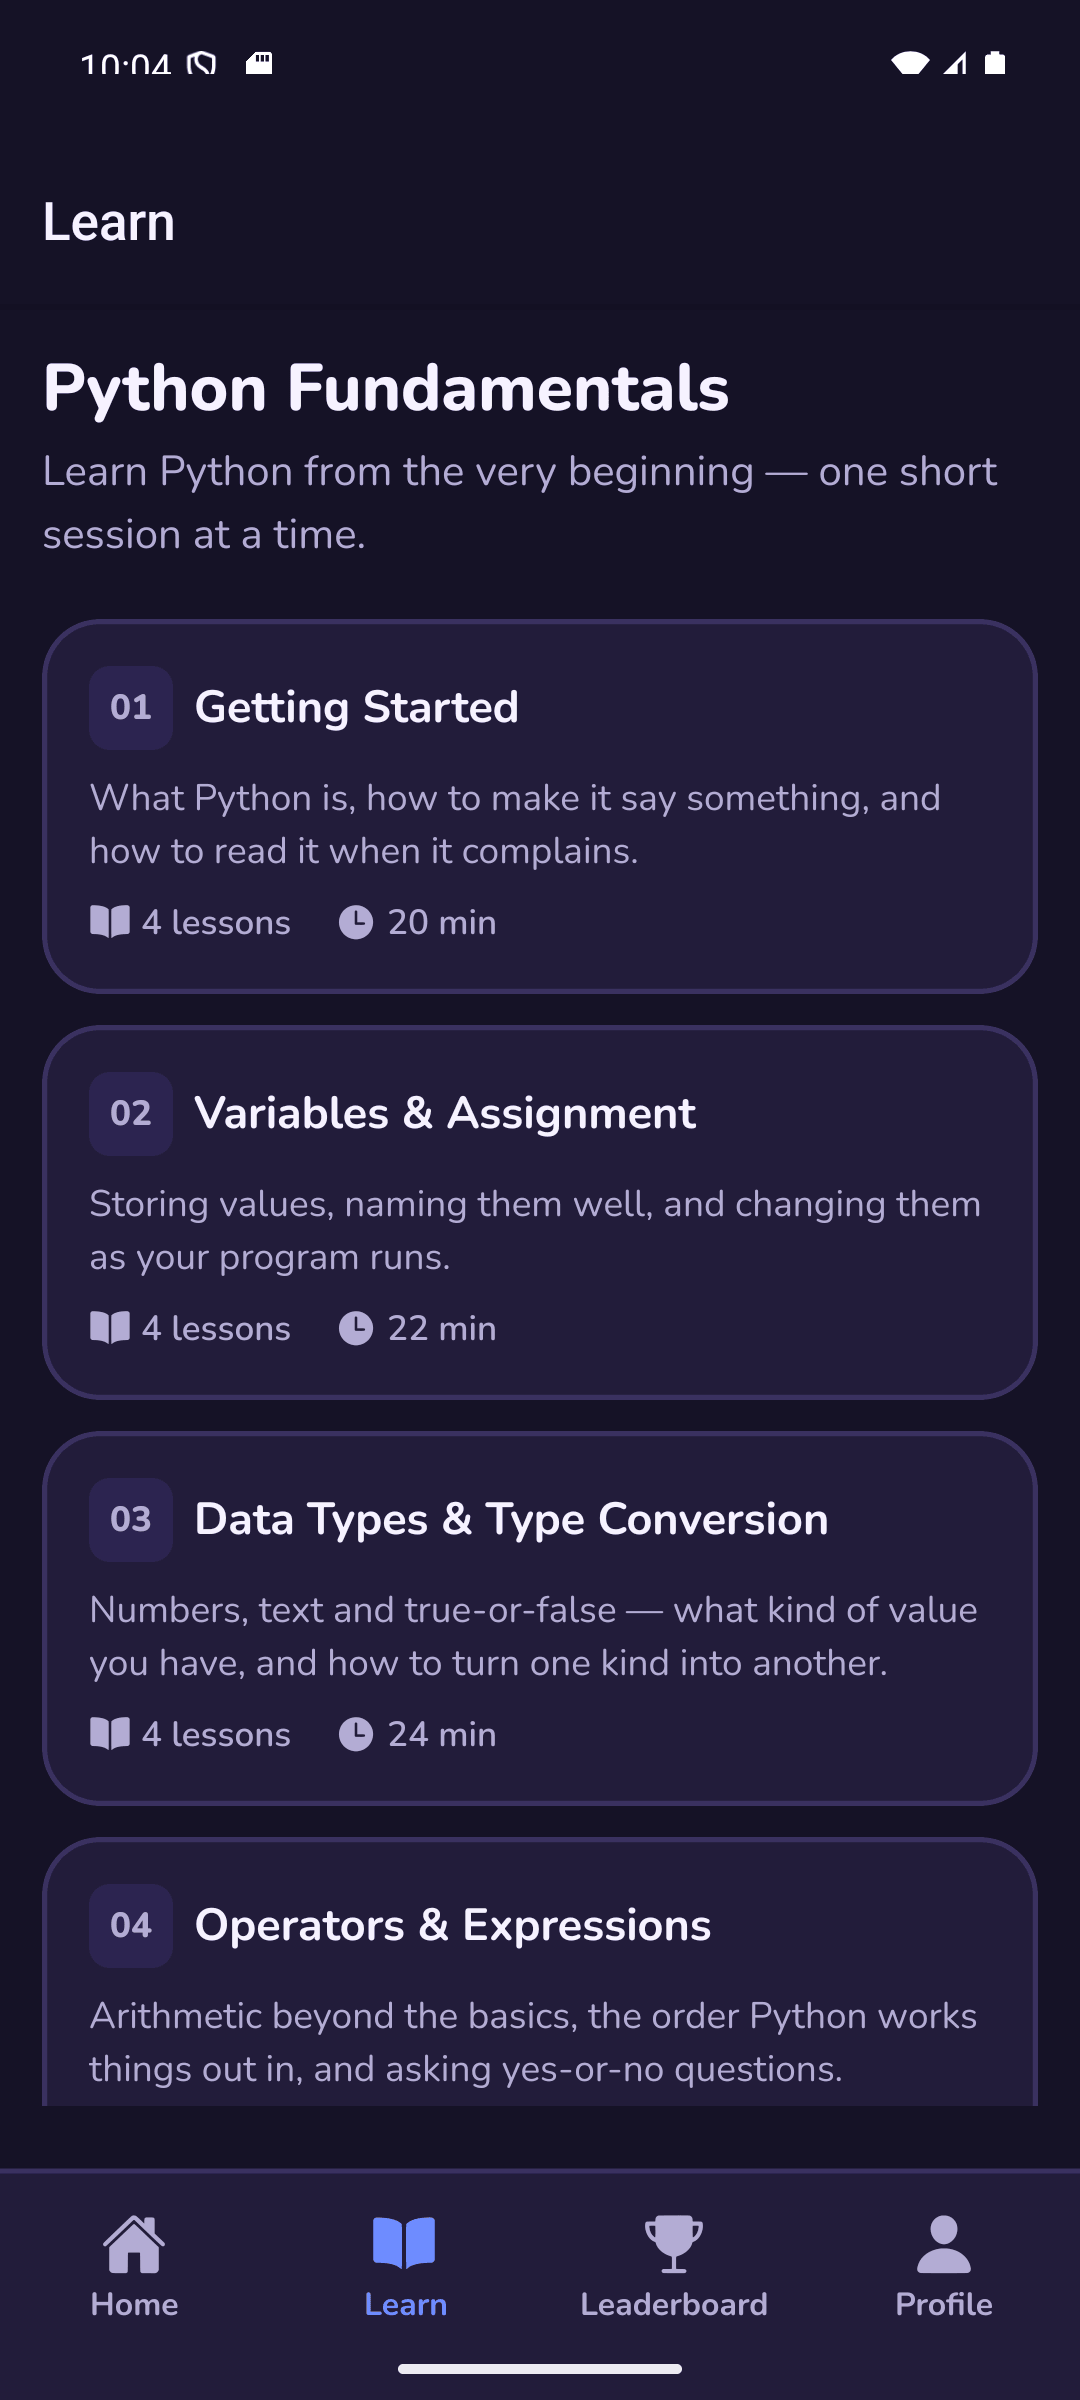 10:04
Learn
Python Fundamentals
Learn Python from the very beginning — one short
session at a time.
01 Getting Started
What Python is, how to make it say something, and
how to read it when it complains.
4 lessons 20 min
02 Variables & Assignment
Storing values, naming them well, and changing them
as your program runs.
4 lessons 22 min
03 Data Types & Type Conversion
Numbers, text and true-or-false — what kind of value
you have, and how to turn one kind into another.
4 lessons 24 min
04 Operators & Expressions
Arithmetic beyond the basics, the order Python works
things out in, and asking yes-or-no questions.
Home Learn Leaderboard Profile